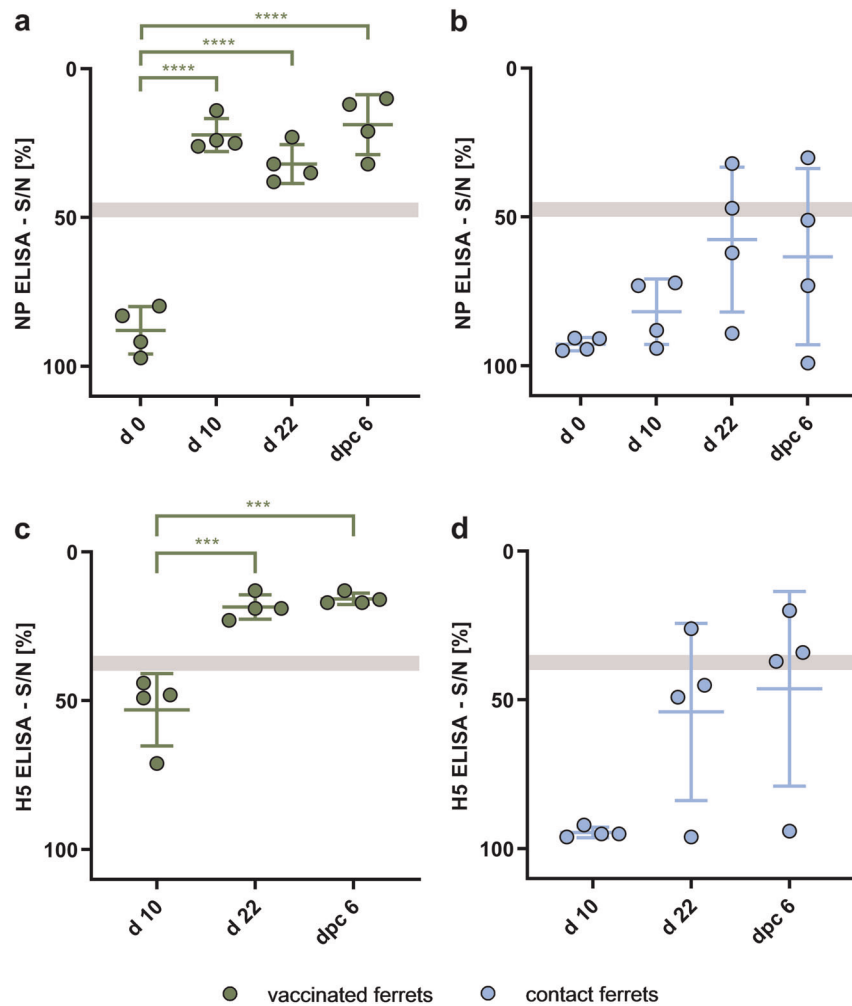 a
****
****
****
NP ELISA - S/N [%]
0
50
100
d 0
d 10
d 22
dpc 6
b
NP ELISA - S/N [%]
0
50
100
d 0
d 10
d 22
dpc 6
c
***
***
H5 ELISA - S/N [%]
0
50
100
d 10
d 22
dpc 6
d
H5 ELISA - S/N [%]
0
50
100
d 10
d 22
dpc 6
vaccinated ferrets
contact ferrets